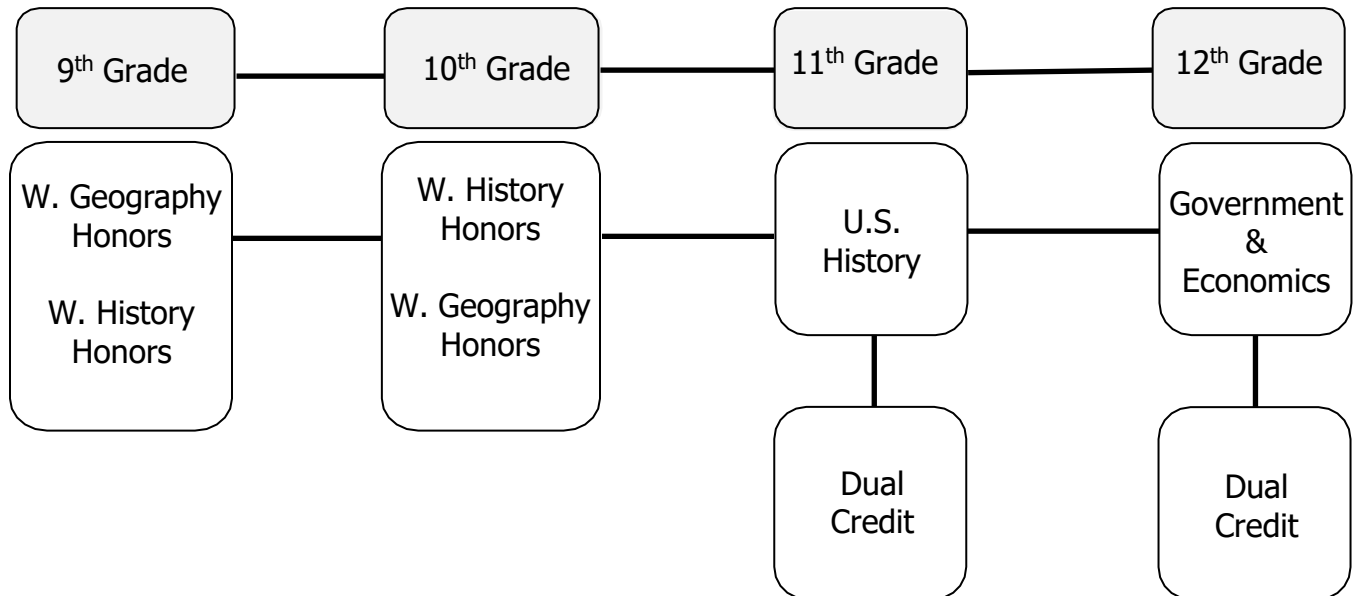 9th Grade
10th Grade
11th Grade
12th Grade
W. Geography
Honors
W. History
Honors
W. History
Honors
W. Geography
Honors
U.S.
History
Government
&
Economics
Dual
Credit
Dual
Credit